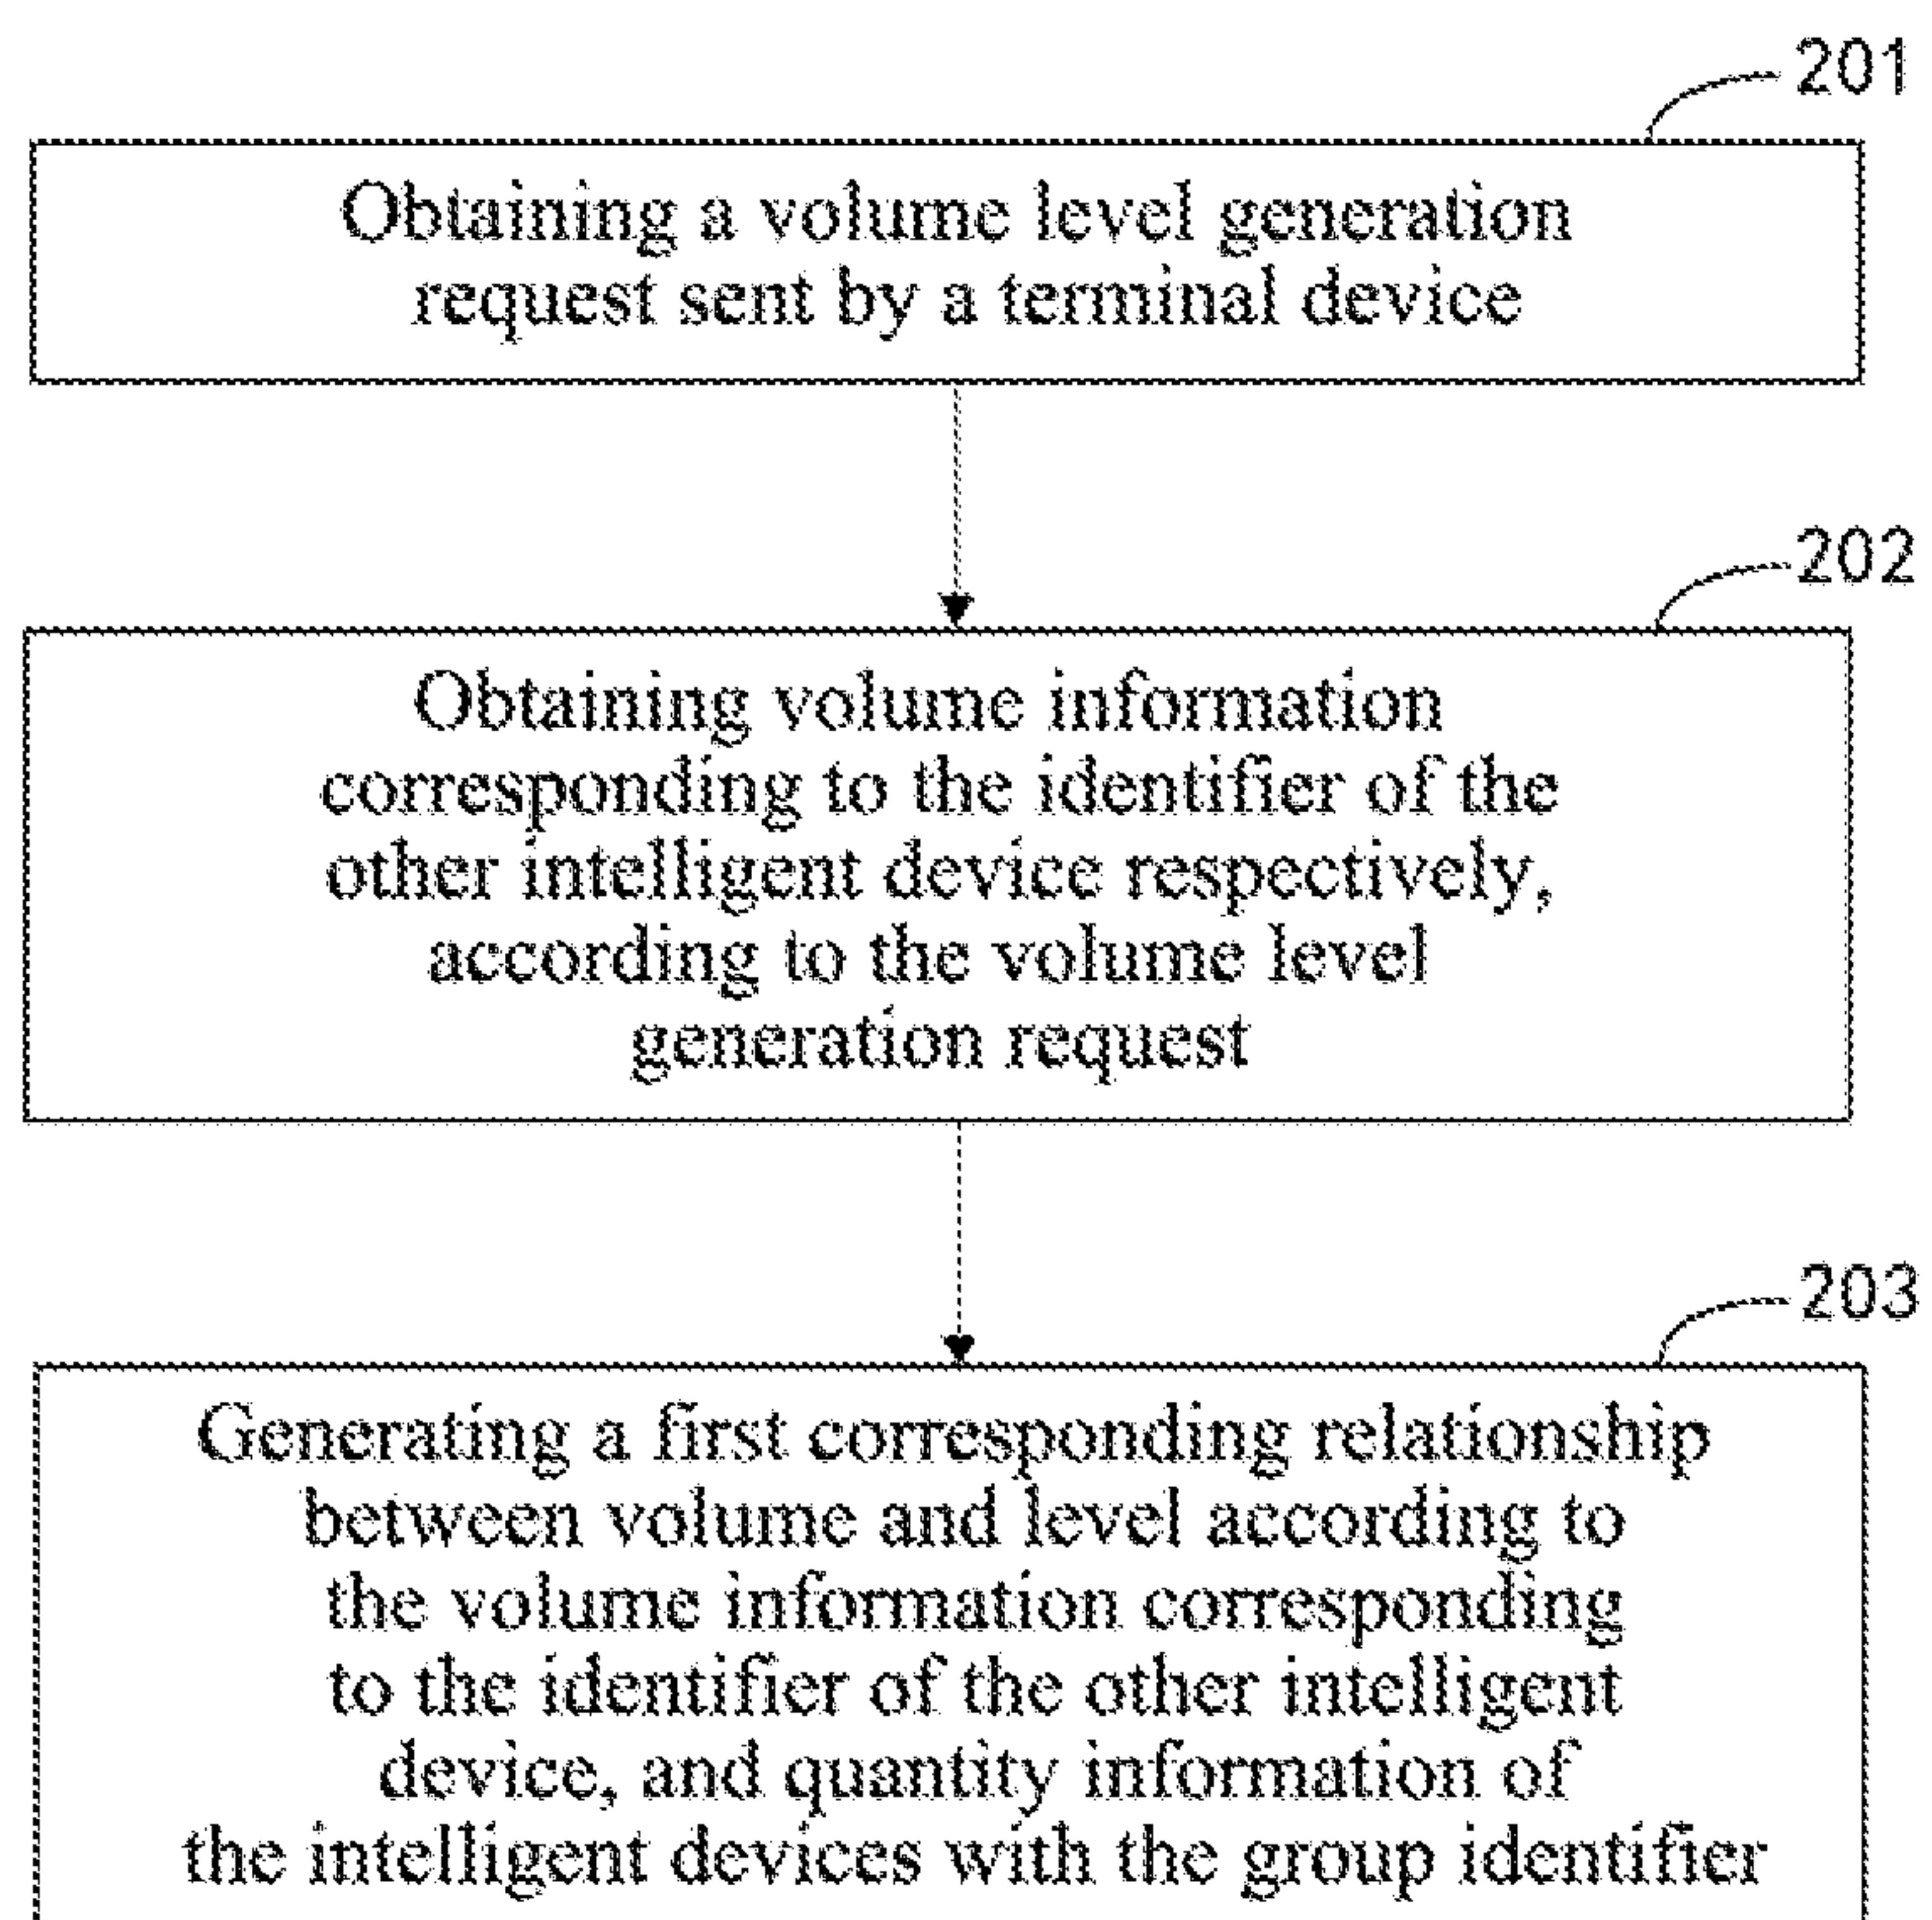 201
Obtaining a volume level generation
request sent by a terminal device
202
Obtaining volume information
corresponding to the identifier of the
other intelligent device respectively,
according to the volume level
generation request
203
Generating a first corresponding relationship
between volume and level according to
the volume information corresponding
to the identifier of the other intelligent
device, and quantity information of
the intelligent devices with the group identifier